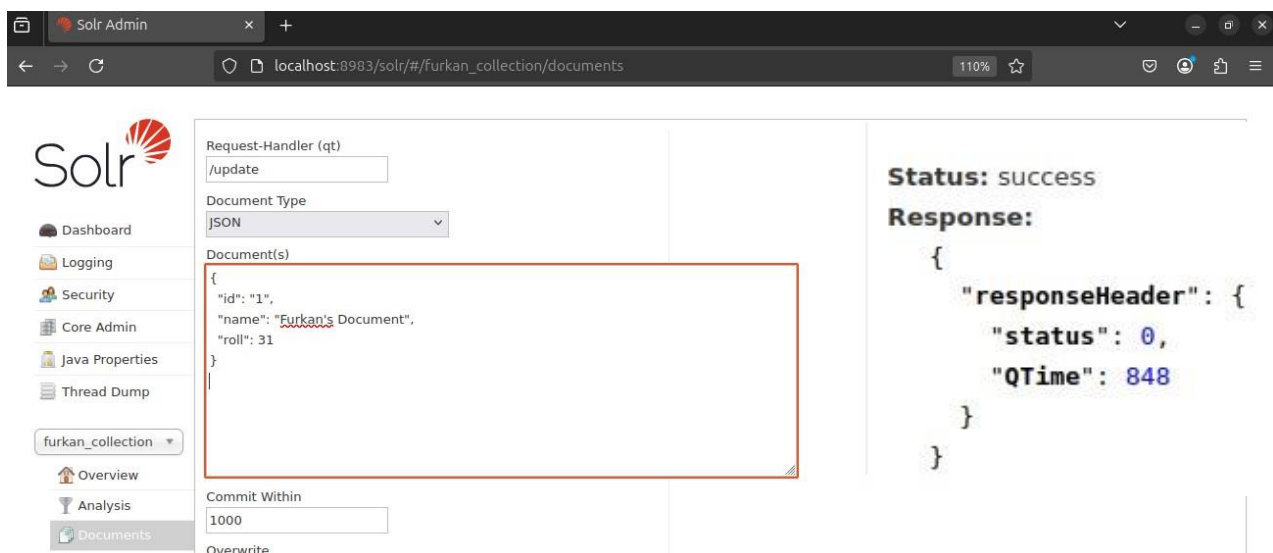 Solr Admin
localhost:8983/solr/#/furkan_collection/documents
110%
Solr
Dashboard
Logging
Security
Core Admin
Java Properties
Thread Dump
furkan_collection
Overview
Analysis
Documents
Request-Handler (qt)
/update
Document Type
JSON
Document(s)
{
"id": "1",
"name": "Furkan's Document",
"roll": 31
}
Commit Within
1000
Overwrite
Status: success
Response:
{
"responseHeader": {
"status": 0,
"QTime": 848
}
}